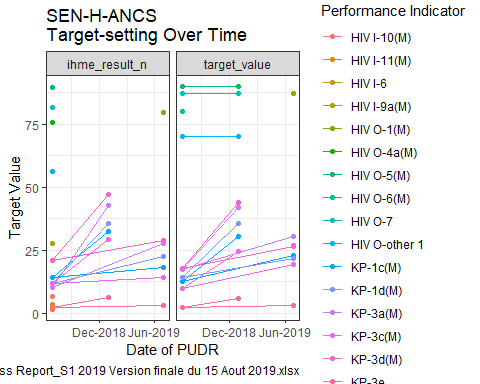 SEN-H-ANCS
Target-setting Over Time
ihme_result_n
target_value
Target Value
75
50
25
0
Dec-2018
Jun-2019
Dec-2018
Jun-2019
Date of PUDR
ss Report_S1 2019 Version finale du 15 Aout 2019.xlsx
Performance Indicator
HIV I-10(M)
HIV I-11(M)
HIV I-6
HIV I-9a(M)
HIV O-1(M)
HIV O-4a(M)
HIV O-5(M)
HIV O-6(M)
HIV O-7
HIV O-other 1
KP-1c(M)
KP-1d(M)
KP-3a(M)
KP-3c(M)
KP-3d(M)
KP-3e